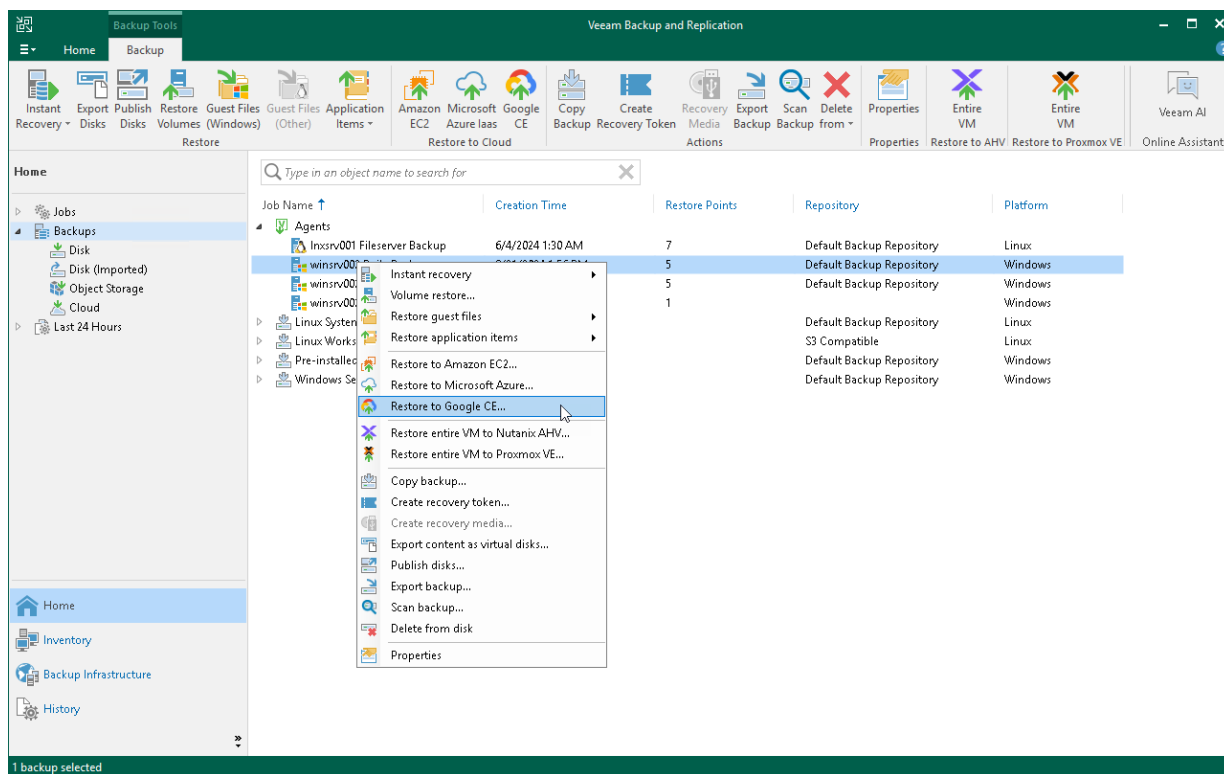 Backup Tools
Veeam Backup and Replication
Home Backup
Instant Recovery
Export Disks
Publish Disks
Restore Volumes
Guest Files (Windows)
Guest Files (Other)
Application Items
Amazon EC2
Microsoft Azure Iaas
Google CE
Copy Backup
Create Recovery Token
Recovery Media
Export Backup
Scan Backup
Delete from
Properties
Entire VM
Entire VM
Veeam AI
Restore
Restore to Cloud
Actions
Properties
Restore to AHV
Restore to Proxmox VE
Online Assistant
Home
Jobs
Backups
Disk
Disk (Imported)
Object Storage
Cloud
Last 24 Hours
Home
Inventory
Backup Infrastructure
History
Type in an object name to search for
Job Name Creation Time Restore Points Repository Platform
Agents
lnxsrv001 Fileserver Backup 6/4/2024 1:30 AM 7 Default Backup Repository Linux
5 Default Backup Repository Windows
5 Default Backup Repository Windows
1 Windows
Linux System Default Backup Repository Linux
Linux Works S3 Compatible Linux
Pre-installed Default Backup Repository Windows
Windows Se Default Backup Repository Windows
Instant recovery
Volume restore...
Restore guest files
Restore application items
Restore to Amazon EC2...
Restore to Microsoft Azure...
Restore to Google CE...
Restore entire VM to Nutanix AHV...
Restore entire VM to Proxmox VE...
Copy backup...
Create recovery token...
Create recovery media...
Export content as virtual disks...
Publish disks...
Export backup...
Scan backup...
Delete from disk
Properties
1 backup selected